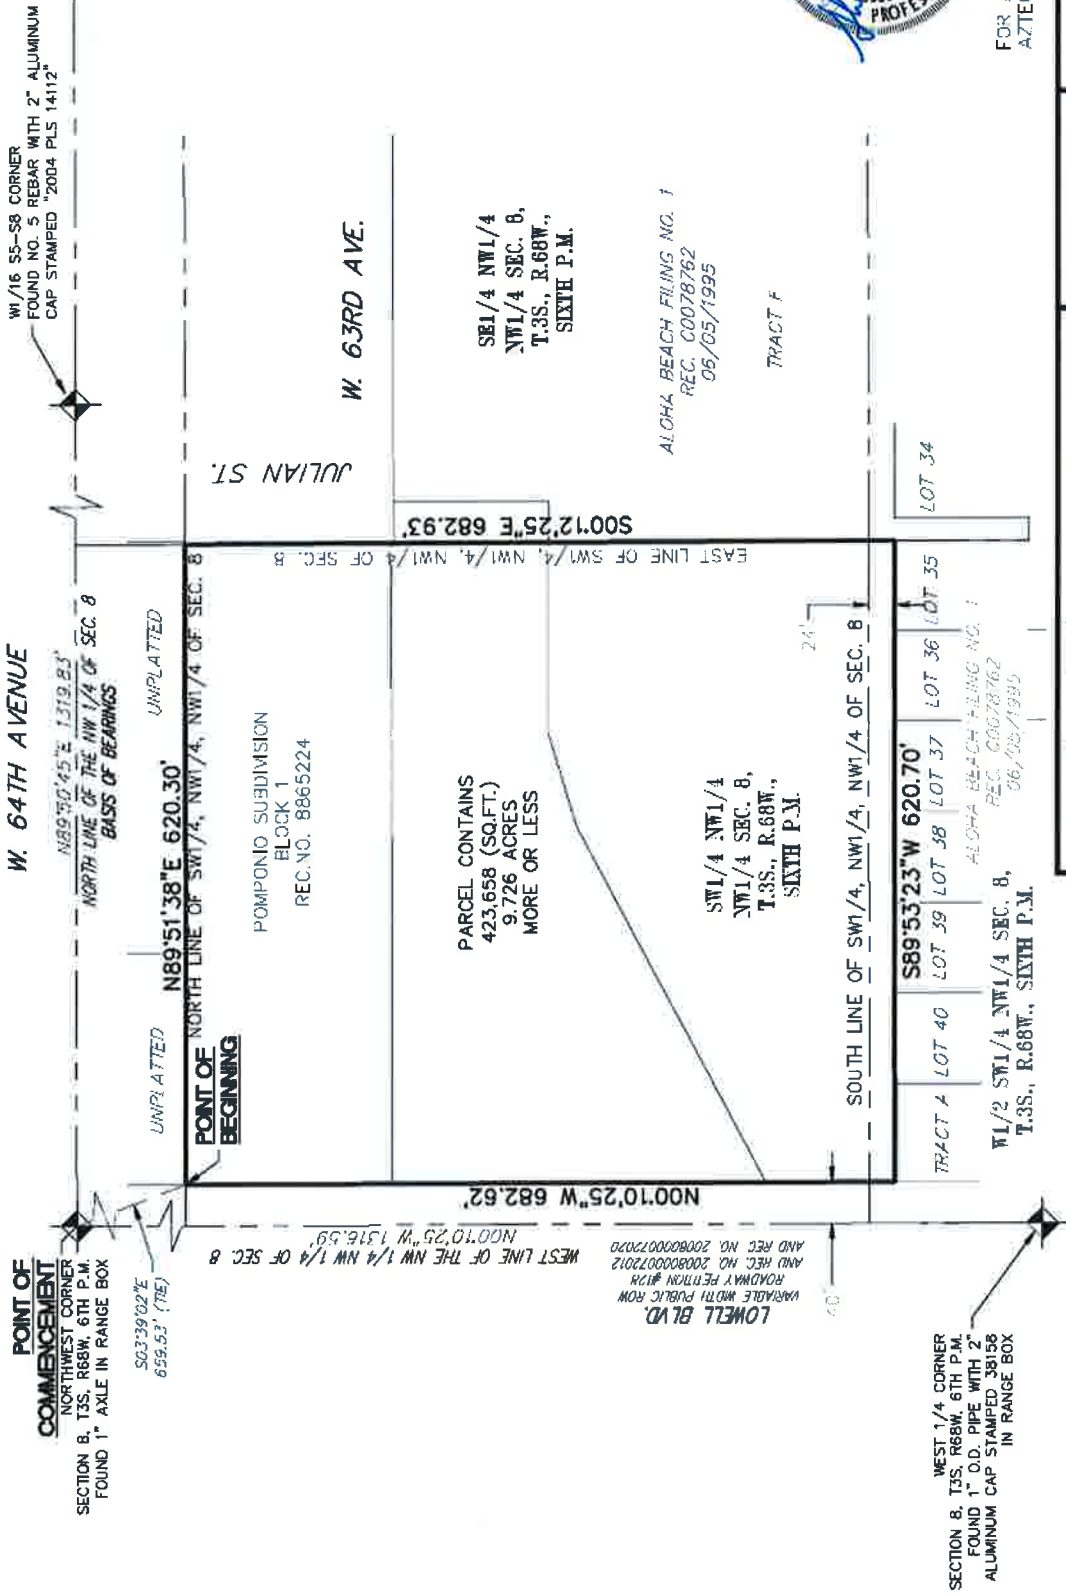 POINT OF
COMMENCEMENT
NORTHWEST CORNER
SECTION 8, T3S, R68W, 6TH P.M.
FOUND 1" AXLE IN RANGE BOX
S03°39'02"E
659.53' (TIE)
W. 64TH AVENUE
N89°50'45"E 1319.83'
NORTH LINE OF THE NW 1/4 OF SEC. 8
BASIS OF BEARINGS
W1/16 S5-S8 CORNER
FOUND NO. 5 REBAR WITH 2" ALUMINUM
CAP STAMPED "2004 PLS 14112"
UNPLATTED
UNPLATTED
N89°51'38"E 620.30'
NORTH LINE OF SW1/4, NW1/4, NW1/4 OF SEC. 8
POINT OF
BEGINNING
POMPONIO SUBDIVISION
BLOCK 1
REC.NO. 8865224
JULIAN ST.
W. 63RD AVE.
S00°12'25"E 682.93'
EAST LINE OF SW1/4, NW1/4, NW1/4 OF SEC. 8
PARCEL CONTAINS
423,658 (SQ.FT.)
9.726 ACRES
MORE OR LESS
SE1/4 NW1/4
NW1/4 SEC. 8,
T.3S., R.68W.,
SIXTH P.M.
ALOHA BEACH FILING NO. 1
REC. C0078762
06/05/1995
TRACT F
SW1/4 NW1/4
NW1/4 SEC. 8,
T.3S., R.68W.,
SIXTH P.M.
N00°10'25"W 682.62'
N00°10'25"W 1316.59'
WEST LINE OF THE NW 1/4 NW 1/4 OF SEC. 8
LOWELL BLVD.
VARIABLE WIDTH PUBLIC ROW
ROADWAY PETITION #128
AND REC. NO. 2008000072012
AND REC NO. 2008000072020
40'
24'
SOUTH LINE OF SW1/4, NW1/4, NW1/4 OF SEC. 8
S89°53'23"W 620.70'
TRACT A
LOT 40
LOT 39
LOT 38
LOT 37
LOT 36
LOT 35
LOT 34
ALOHA BEACH FILING NO. 1
REC. C0078762
06/05/1995
W1/2 SW1/4 NW1/4 SEC. 8,
T.3S., R.68W., SIXTH P.M.
WEST 1/4 CORNER
SECTION 8, T3S, R68W, 6TH P.M.
FOUND 1" O.D. PIPE WITH 2"
ALUMINUM CAP STAMPED 38158
IN RANGE BOX
PROFES
FOR
AZTE